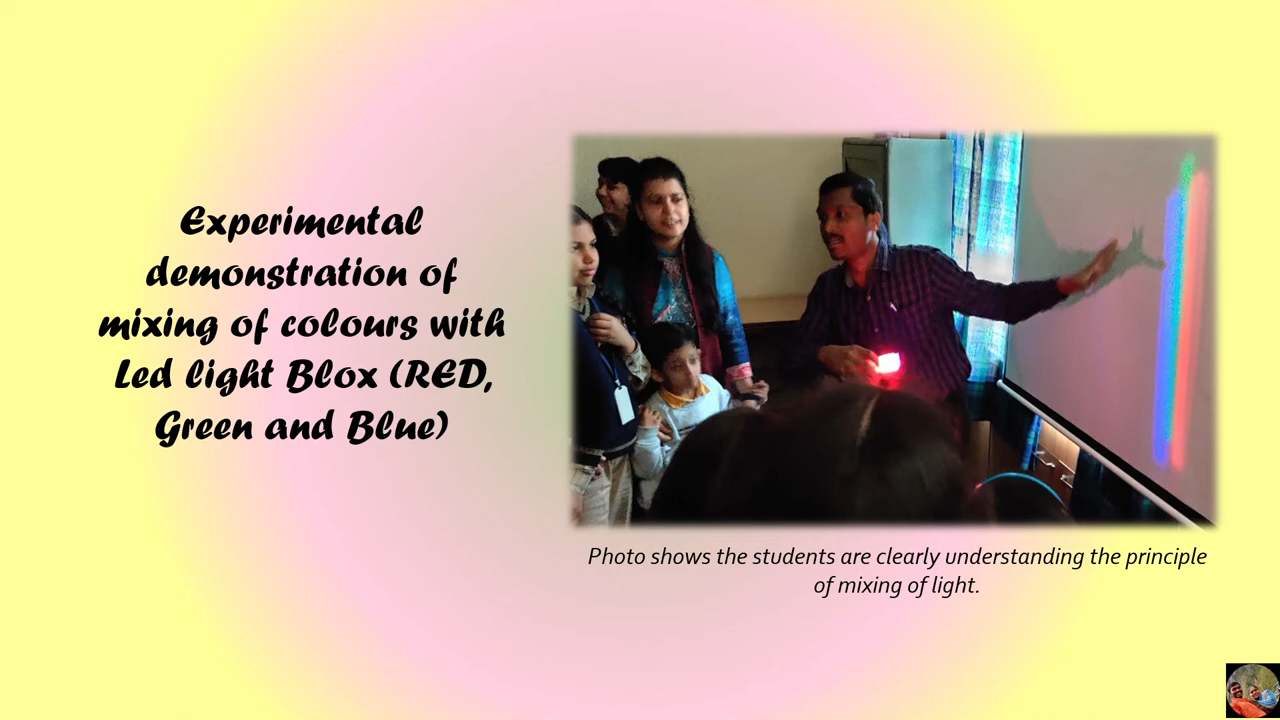 Experimental
demonstration of
mixing of colours with
Led light Blox (RED,
Green and Blue)
Photo shows the students are clearly understanding the principle
of mixing of light.